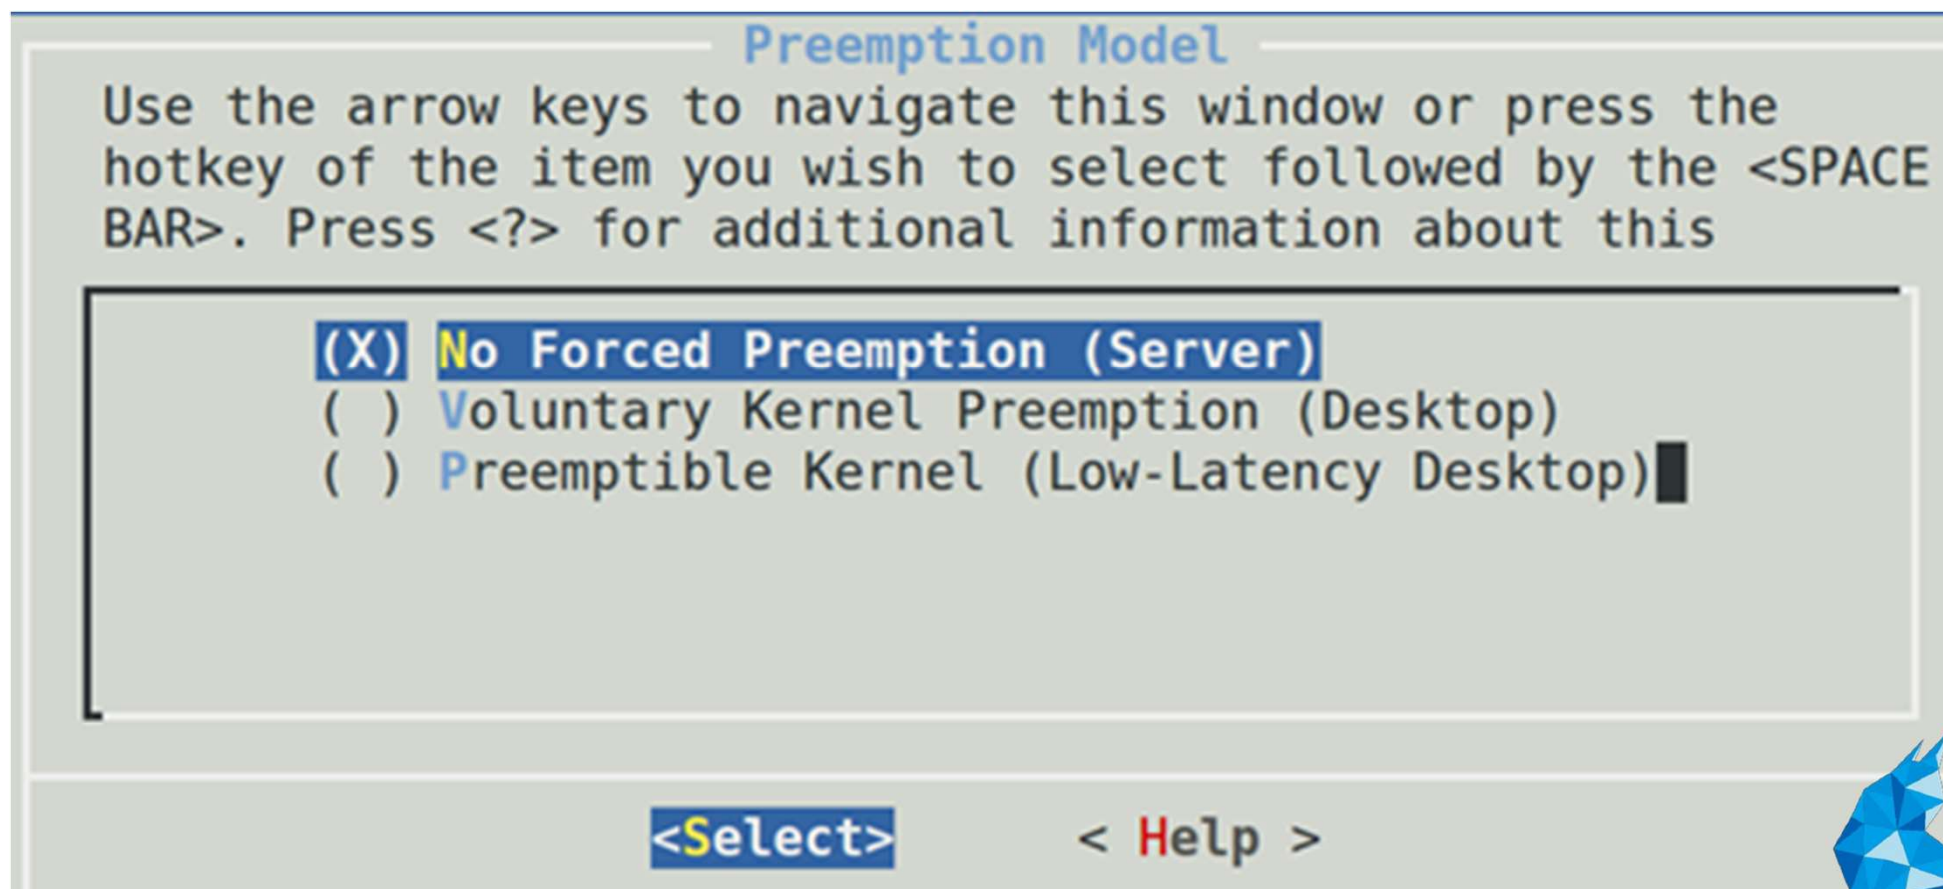 Preemption Model
Use the arrow keys to navigate this window or press the
hotkey of the item you wish to select followed by the <SPACE
BAR>. Press <?> for additional information about this
(X) No Forced Preemption (Server)
( ) Voluntary Kernel Preemption (Desktop)
( ) Preemptible Kernel (Low-Latency Desktop)
<Select> < Help >